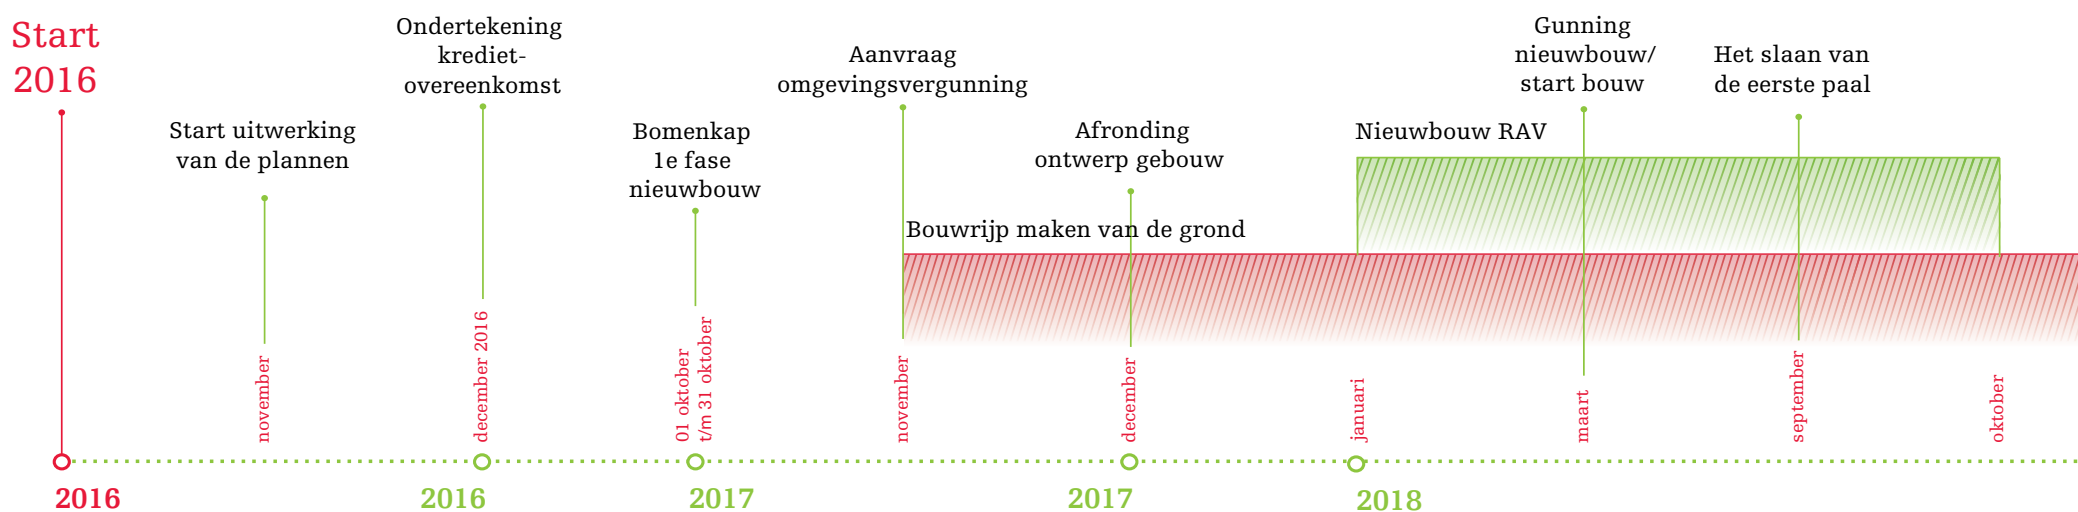 Start
2016
Start uitwerking
van de plannen
Ondertekening
krediet-
overeenkomst
Bomenkap
1e fase
nieuwbouw
Aanvraag
omgevingsvergunning
Bouwrijp maken van de grond
Afronding
ontwerp gebouw
Nieuwbouw RAV
Gunning
nieuwbouw/
start bouw
Het slaan van
de eerste paal
november
december 2016
01 oktober
t/m 31 oktober
november
december
januari
maart
september
oktober
2016
2016
2017
2017
2018